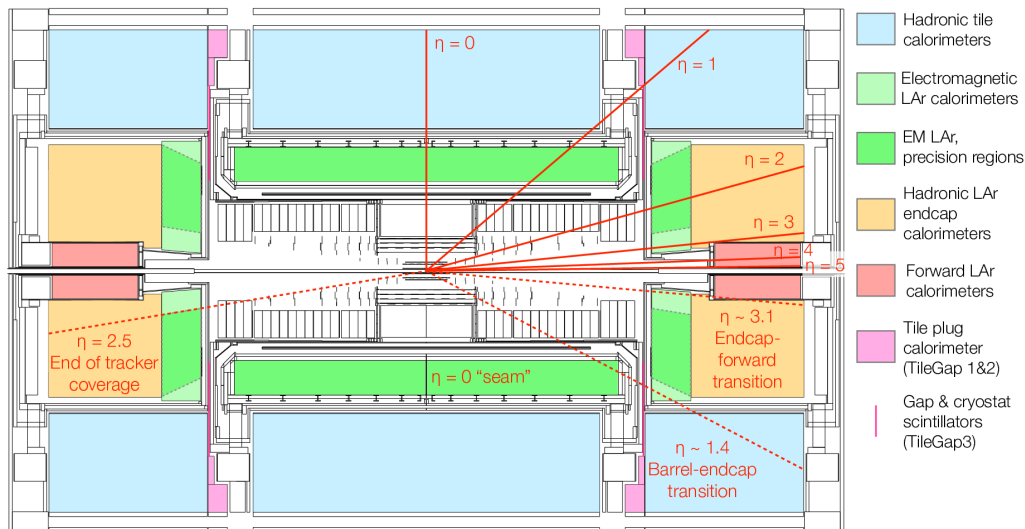 η = 0
η = 1
η = 2
η = 3
η = 4
η = 5
η = 2.5
End of tracker
coverage
η = 0 “seam”
η ~ 3.1
Endcap-
forward
transition
η ~ 1.4
Barrel-endcap
transition
Hadronic tile
calorimeters
Electromagnetic
LAr calorimeters
EM LAr,
precision regions
Hadronic LAr
endcap
calorimeters
Forward LAr
calorimeters
Tile plug
calorimeter
(TileGap 1&2)
Gap & cryostat
scintillators
(TileGap3)